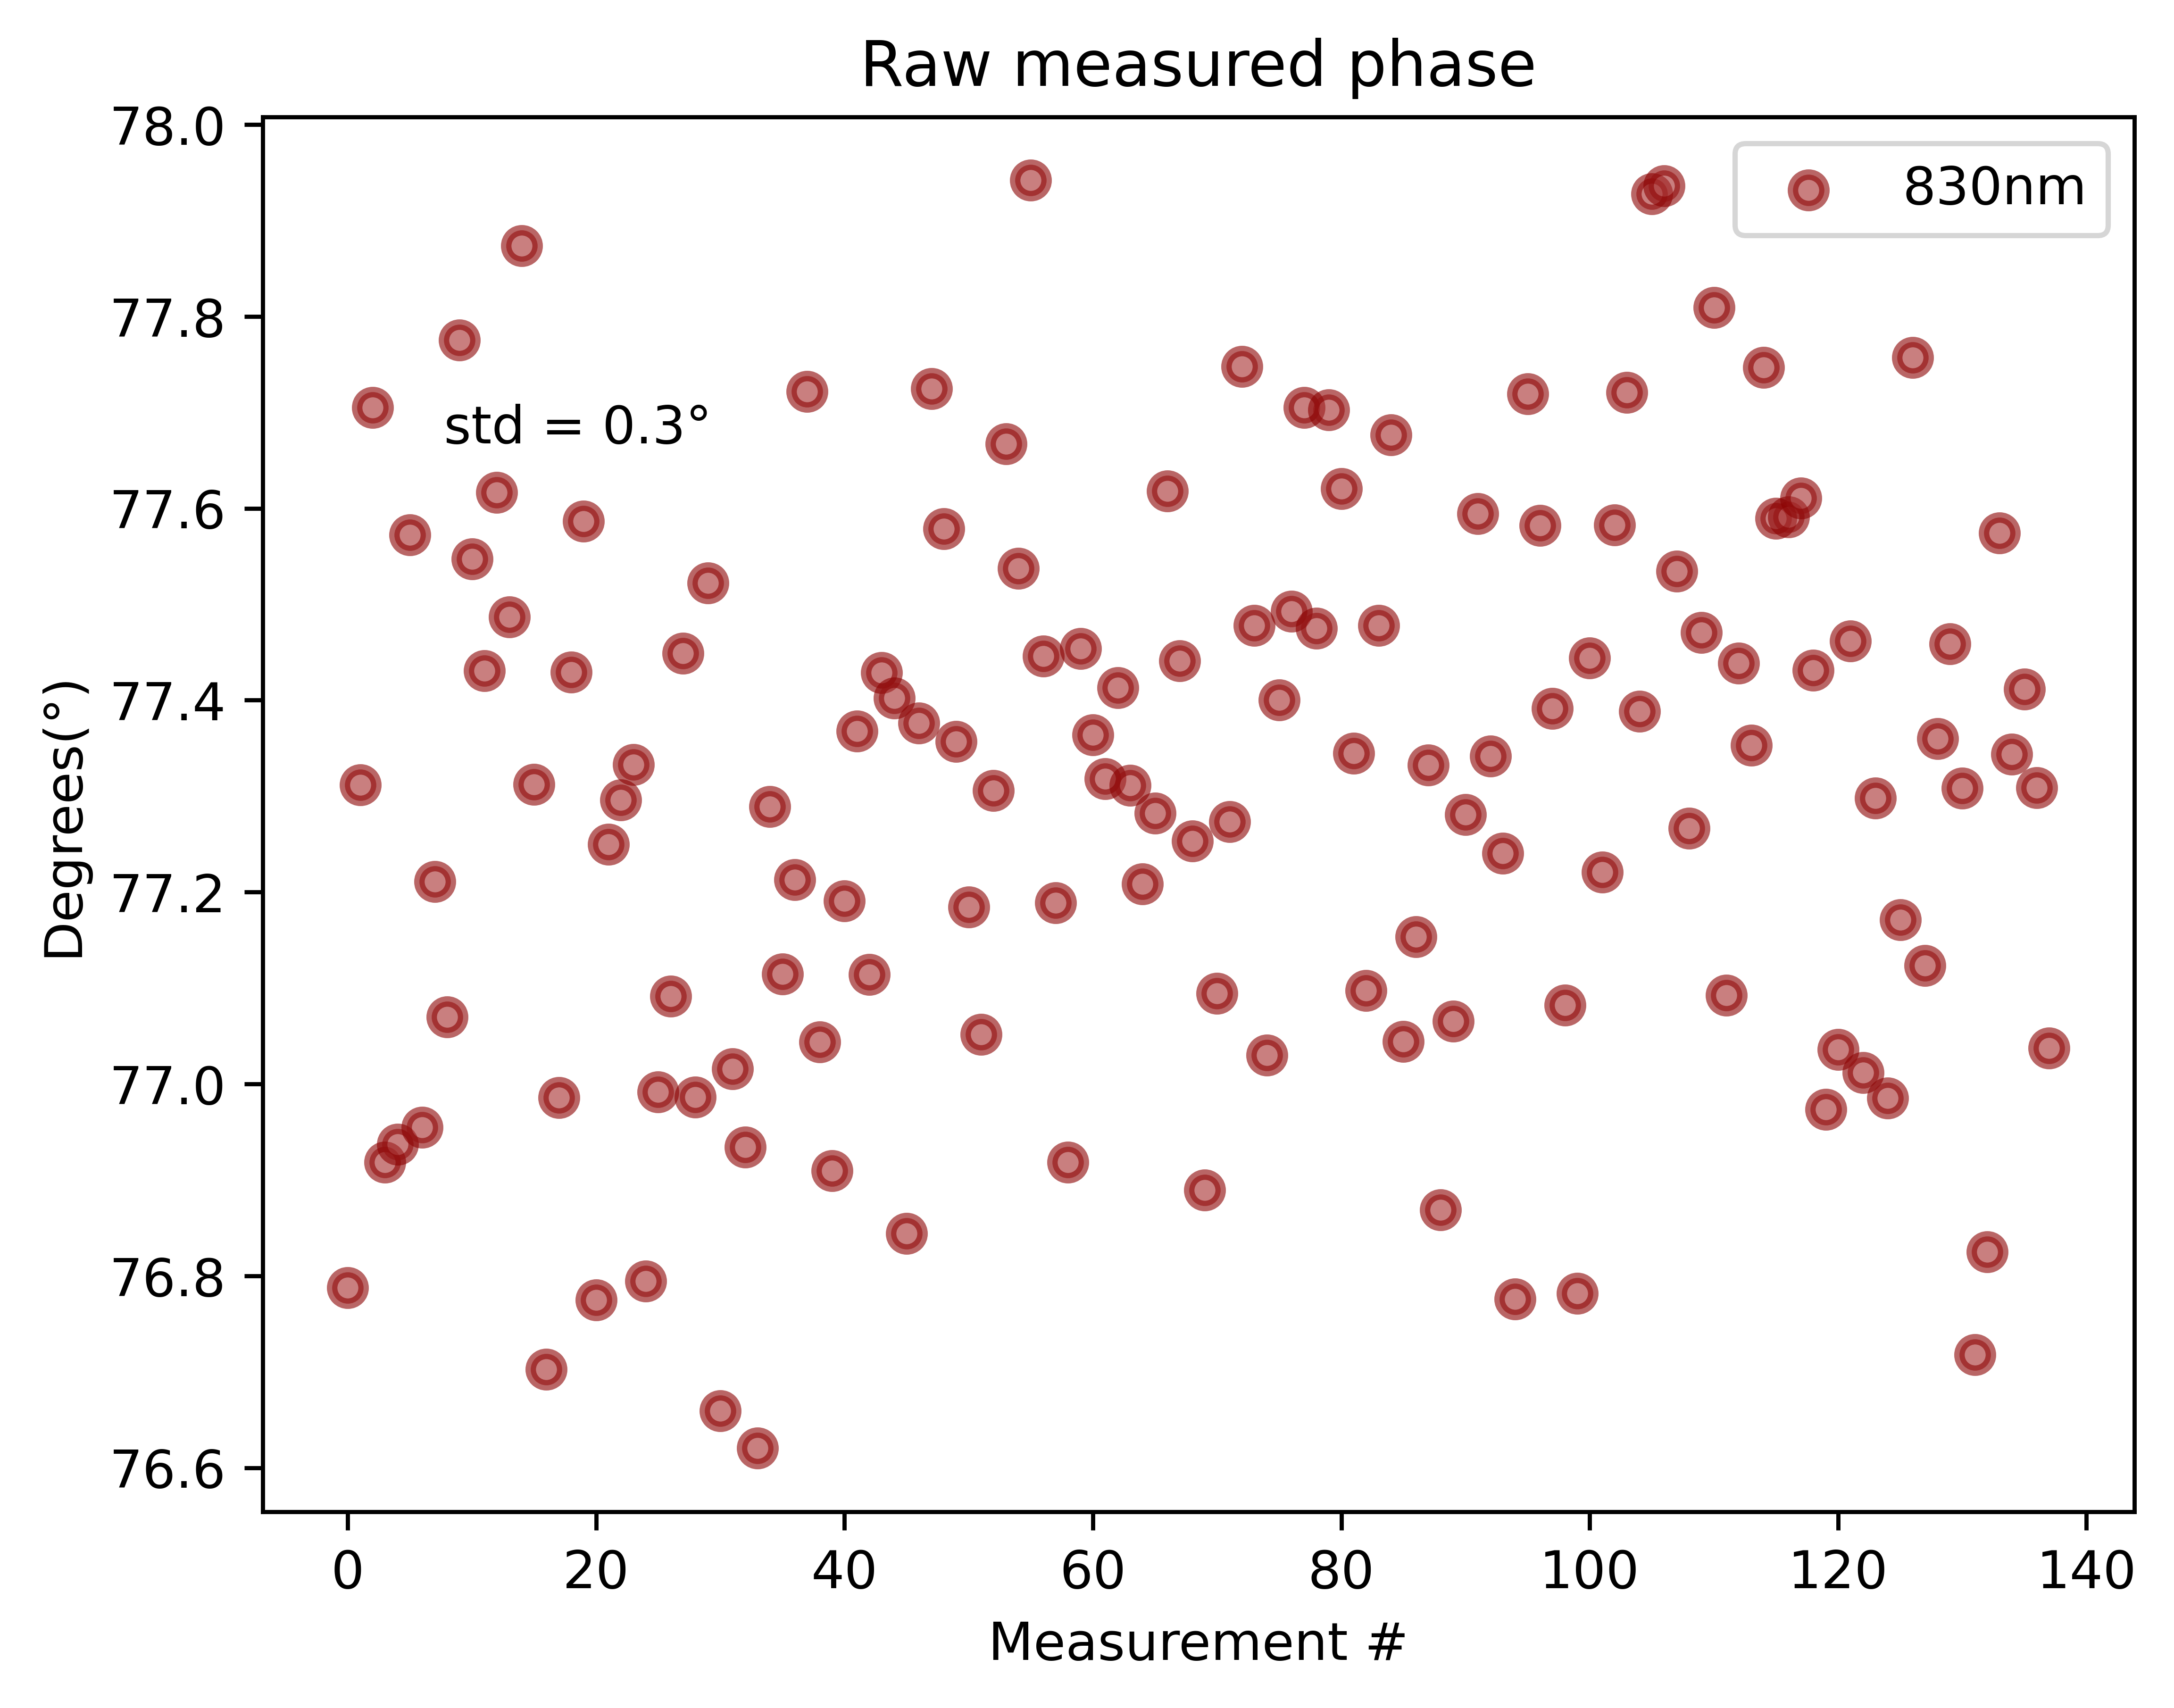 Raw measured phase
78.0
77.8
77.6
77.4
77.2
77.0
76.8
76.6
Degrees(°)
830nm
std = 0.3°
0 20 40 60 80 100 120 140
Measurement #